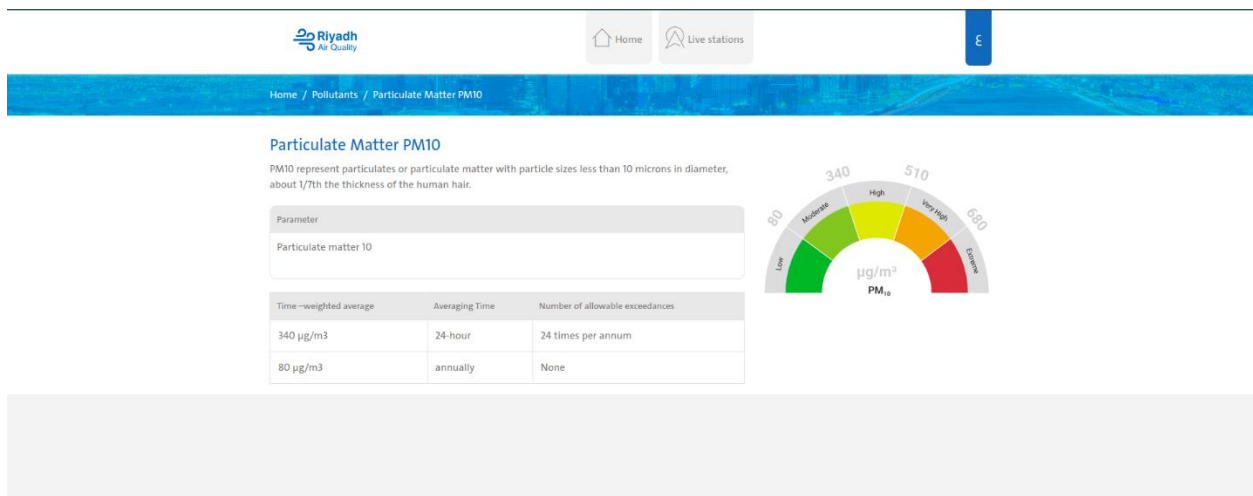 Riyadh
Air Quality
Home
Live stations
ع
Home / Pollutants / Particulate Matter PM10
Particulate Matter PM10
PM10 represent particulates or particulate matter with particle sizes less than 10 microns in diameter,
about 1/7th the thickness of the human hair.
Parameter
Particulate matter 10
Time –weighted average Averaging Time Number of allowable exceedances
340 µg/m3 24-hour 24 times per annum
80 µg/m3 annually None
80 340 510 680
Low Moderate High Very High Extreme
µg/m³
PM₁₀